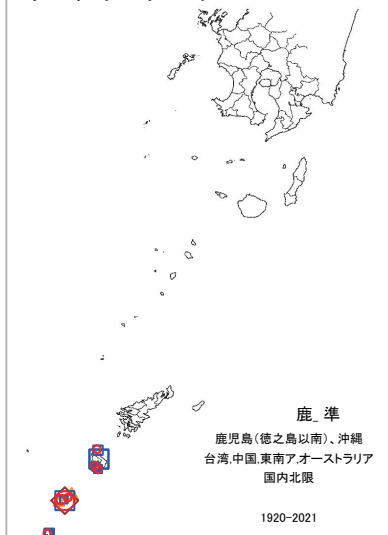 鹿_準
鹿児島(徳之島以南)、沖縄
台湾,中国,東南ア,オーストラリア
国内北限
1920-2021